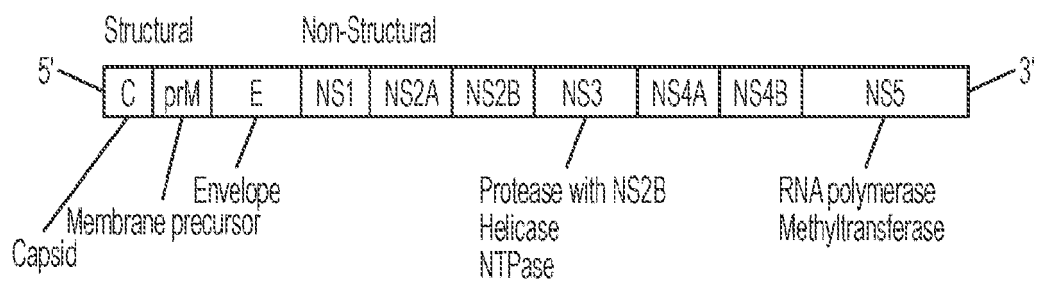 Structural Non-Structural
5' 3'
C prM E NS1 NS2A NS2B NS3 NS4A NS4B NS5
Envelope
Membrane precursor
Capsid
Protease with NS2B
Helicase
NTPase
RNA polymerase
Methyltransferase